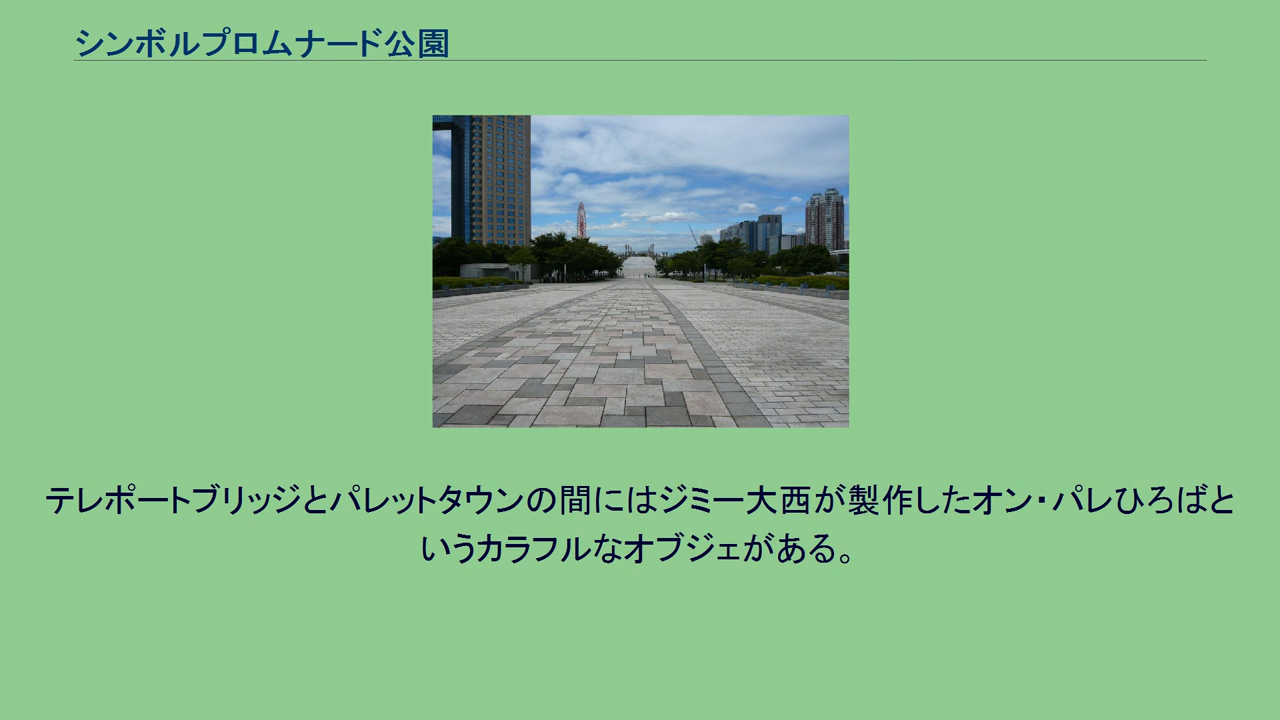 シンボルプロムナード公園
テレポートブリッジとパレットタウンの間にはジミー大西が製作したオン・パレひろばと
いうカラフルなオブジェがある。